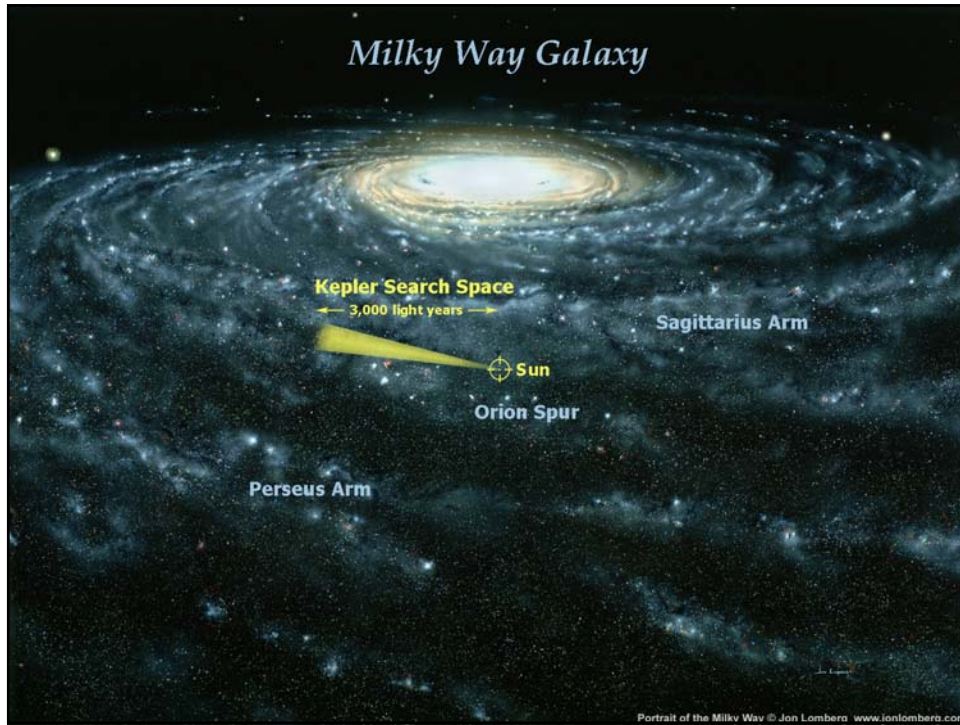 Milky Way Galaxy
Kepler Search Space
3,000 light years
Sagittarius Arm
Sun
Orion Spur
Perseus Arm
Portrait of the Milky Way © Jon Lomberg www.jonlomberg.com